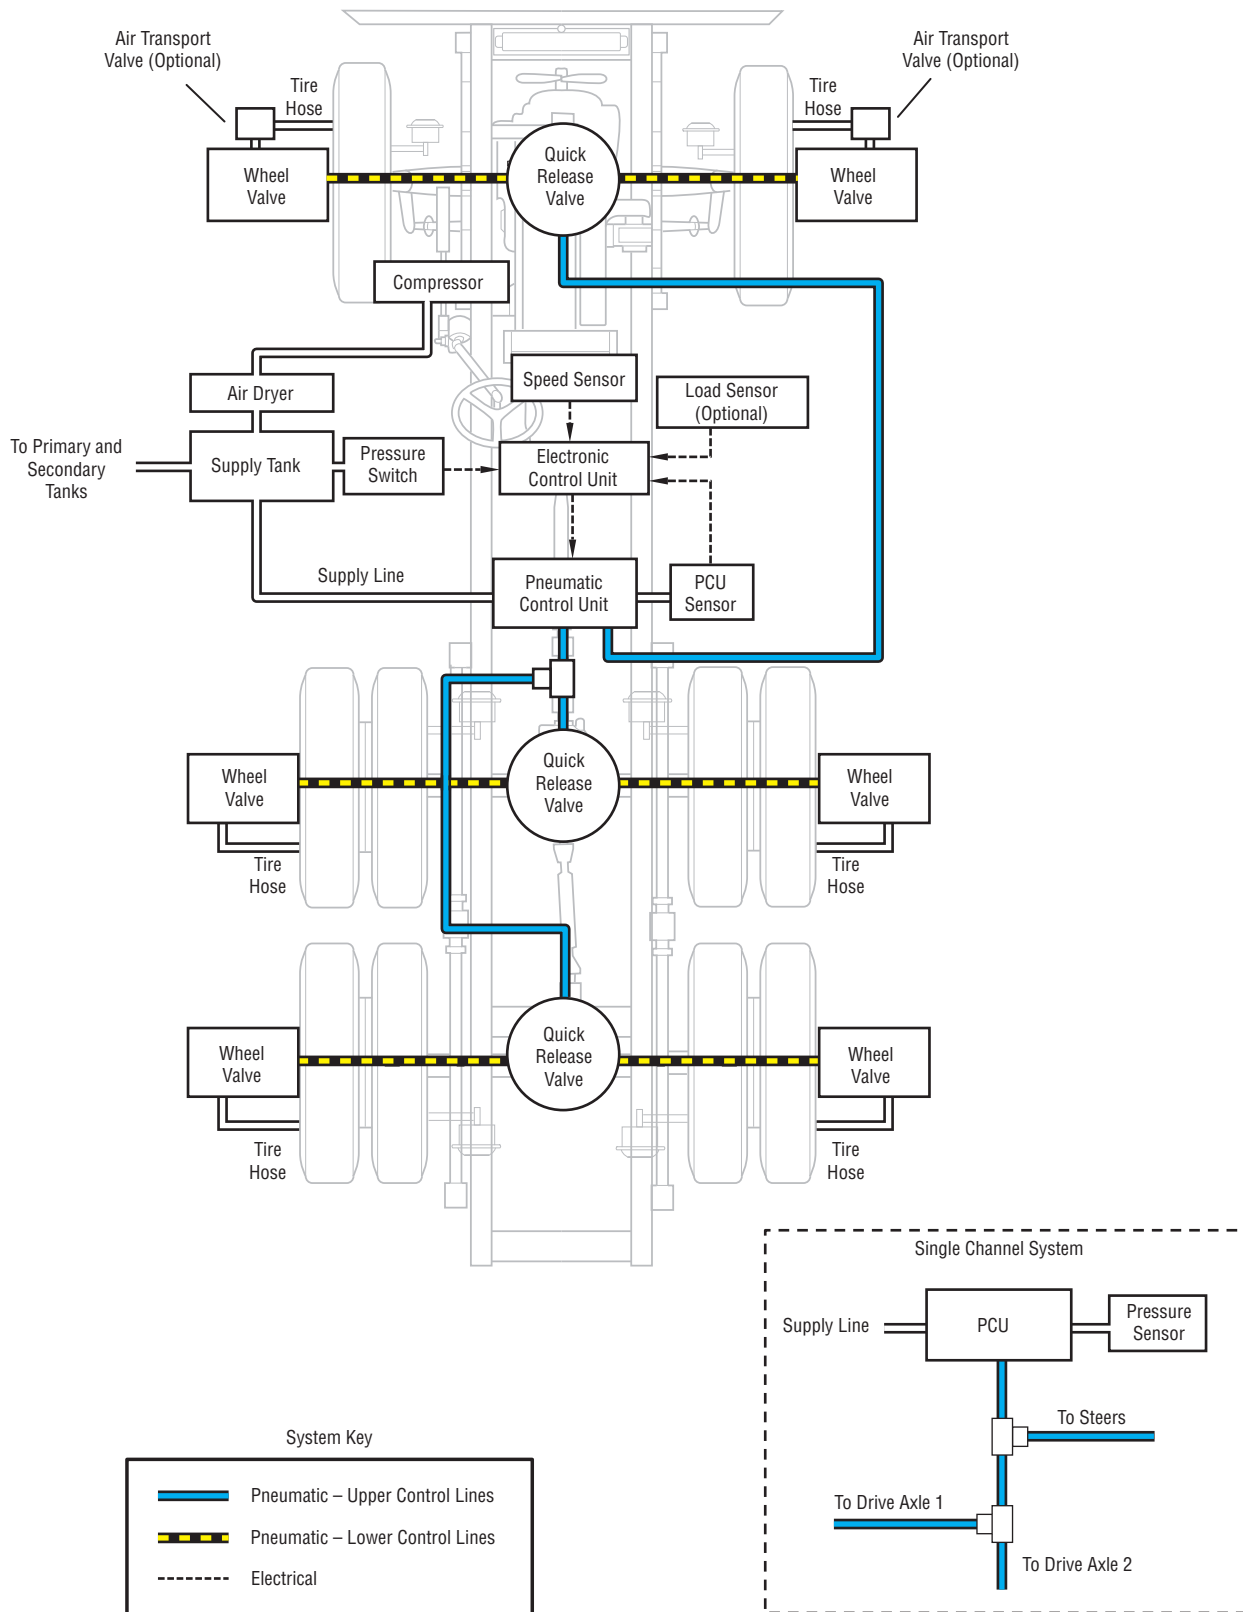 Air Transport
Valve (Optional)
Air Transport
Valve (Optional)
Tire
Hose
Tire
Hose
Wheel
Valve
Quick
Release
Valve
Wheel
Valve
Compressor
Speed Sensor
Load Sensor
(Optional)
Air Dryer
To Primary and
Secondary
Tanks
Supply Tank
Pressure
Switch
Electronic
Control Unit
Supply Line
Pneumatic
Control Unit
PCU
Sensor
Wheel
Valve
Quick
Release
Valve
Wheel
Valve
Tire
Hose
Tire
Hose
Wheel
Valve
Quick
Release
Valve
Wheel
Valve
Tire
Hose
Tire
Hose
Single Channel System
Supply Line
PCU
Pressure
Sensor
To Steers
To Drive Axle 1
To Drive Axle 2
System Key
Pneumatic – Upper Control Lines
Pneumatic – Lower Control Lines
Electrical